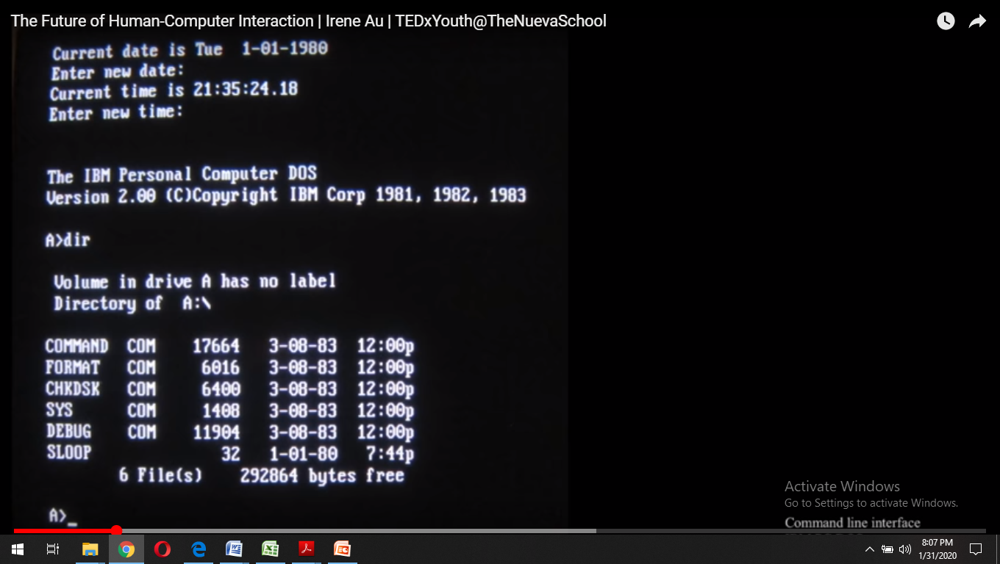 The Future of Human-Computer Interaction | Irene Au | TEDxYouth@TheNuevaSchool
Current date is Tue  1-01-1980
Enter new date:
Current time is 21:35:24.18
Enter new time:
The IBM Personal Computer DOS
Version 2.00 (C)Copyright IBM Corp 1981, 1982, 1983
A>dir
Volume in drive A has no label
Directory of  A:\
COMMAND  COM    17664   3-08-83  12:00p
FORMAT   COM     6016   3-08-83  12:00p
CHKDSK   COM     6400   3-08-83  12:00p
SYS      COM     1408   3-08-83  12:00p
DEBUG    COM    11904   3-08-83  12:00p
SLOOP              32   1-01-80   7:44p
6 File(s)    292864 bytes free
A>_
Activate Windows
Go to Settings to activate Windows.
Command line interface
8:07 PM
1/31/2020